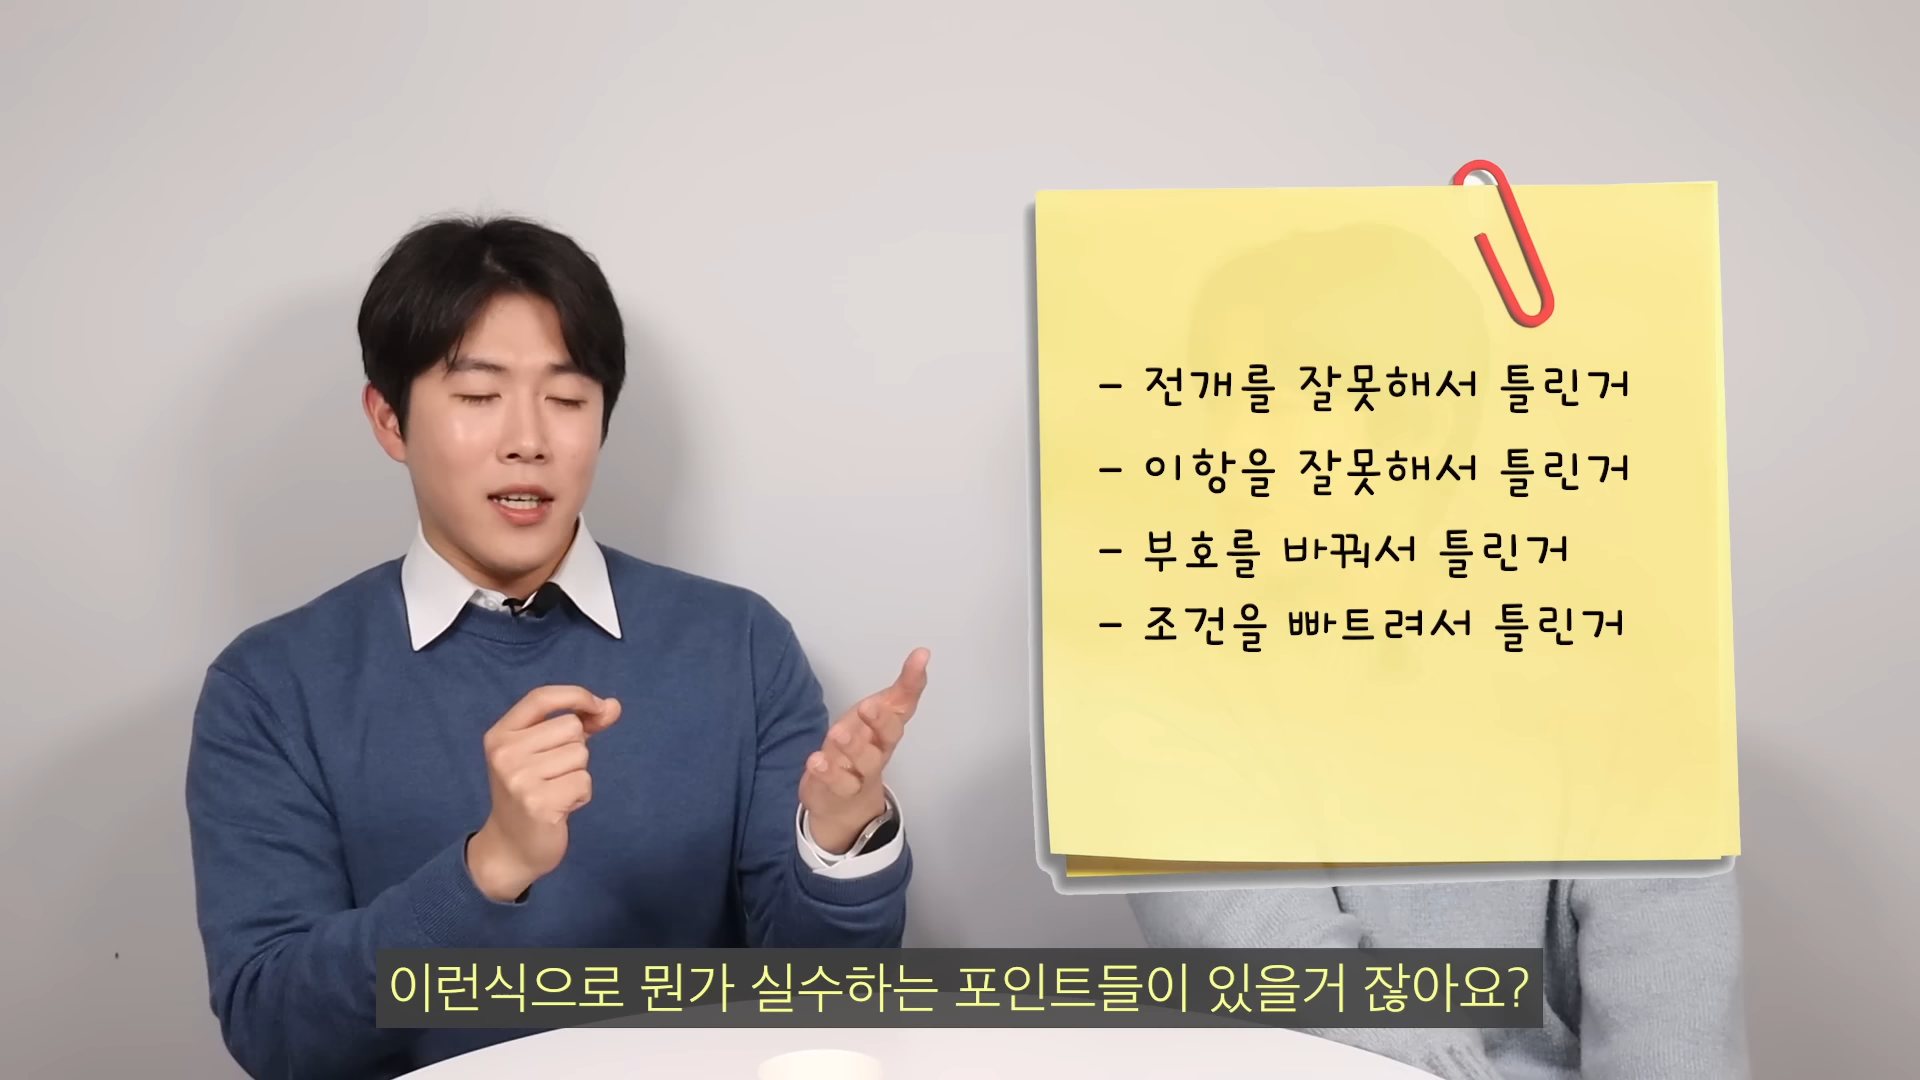 - 전개를 잘못해서 틀린거
- 이항을 잘못해서 틀린거
- 부호를 바꿔서 틀린거
- 조건을 빠트려서 틀린거
이런식으로 뭔가 실수하는 포인트들이 있을거 잖아요?